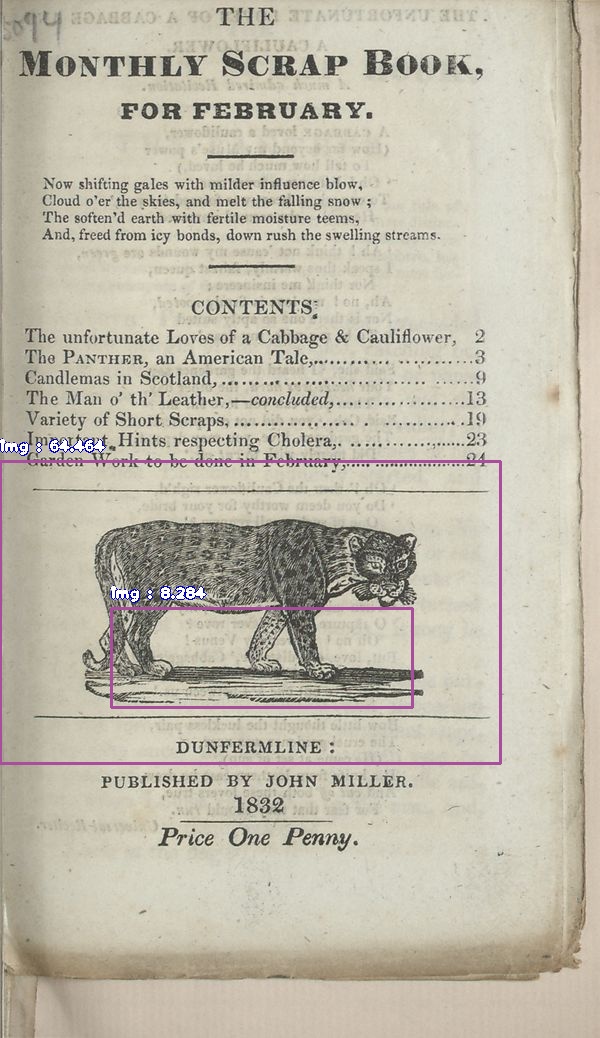 THE
MONTHLY SCRAP BOOK,
FOR FEBRUARY.
Now shifting gales with milder influence blow,
Cloud o'er the skies, and melt the falling snow ;
The soften'd earth with fertile moisture teems,
And, freed from icy bonds, down rush the swelling streams.
CONTENTS.
The unfortunate Loves of a Cabbage & Cauliflower, 2
The PANTHER, an American Tale,..............................3
Candlemas in Scotland,..........................................9
The Man o' th' Leather,—concluded,.....................13
Variety of Short Scraps,.....................................19
Important Hints respecting Cholera,.....................23
Garden Work to be done in February,.....................24
Img : 64.464
Img : 8.284
DUNFERMLINE :
PUBLISHED BY JOHN MILLER.
1832
Price One Penny.